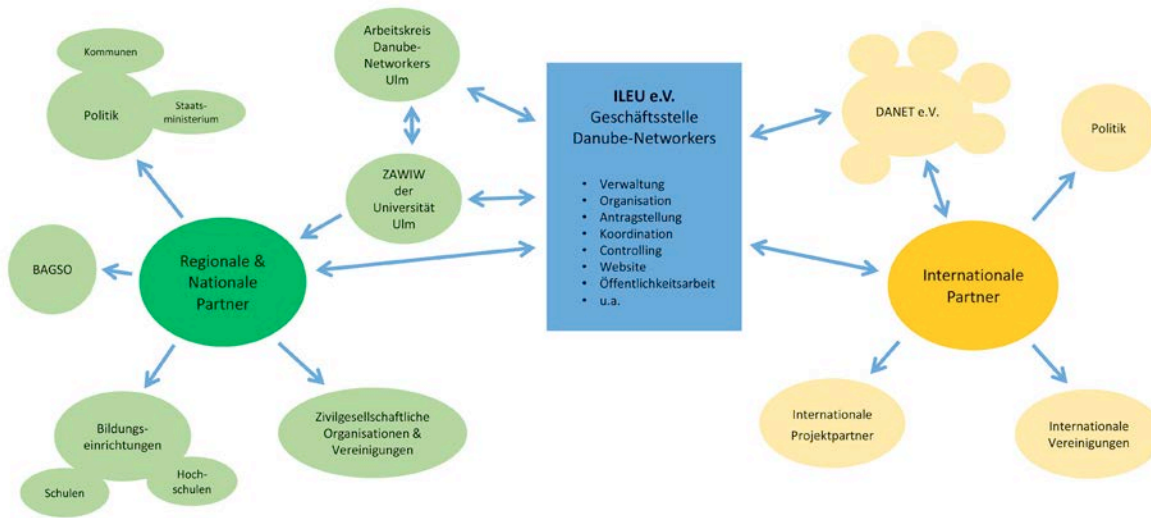 Kommunen
Politik
Staats-
ministerium
Arbeitskreis
Danube-
Networkers
Ulm
ZAWIW
der
Universität
Ulm
BAGSO
Regionale &
Nationale
Partner
Bildungs-
einrichtungen
Schulen
Hoch-
schulen
Zivilgesellschaftliche
Organisationen &
Vereinigungen
ILEU e.V.
Geschäftsstelle
Danube-Networkers
• Verwaltung
• Organisation
• Antragstellung
• Koordination
• Controlling
• Website
• Öffentlichkeitsarbeit
• u.a.
DANET e.V.
Politik
Internationale
Partner
Internationale
Projektpartner
Internationale
Vereinigungen